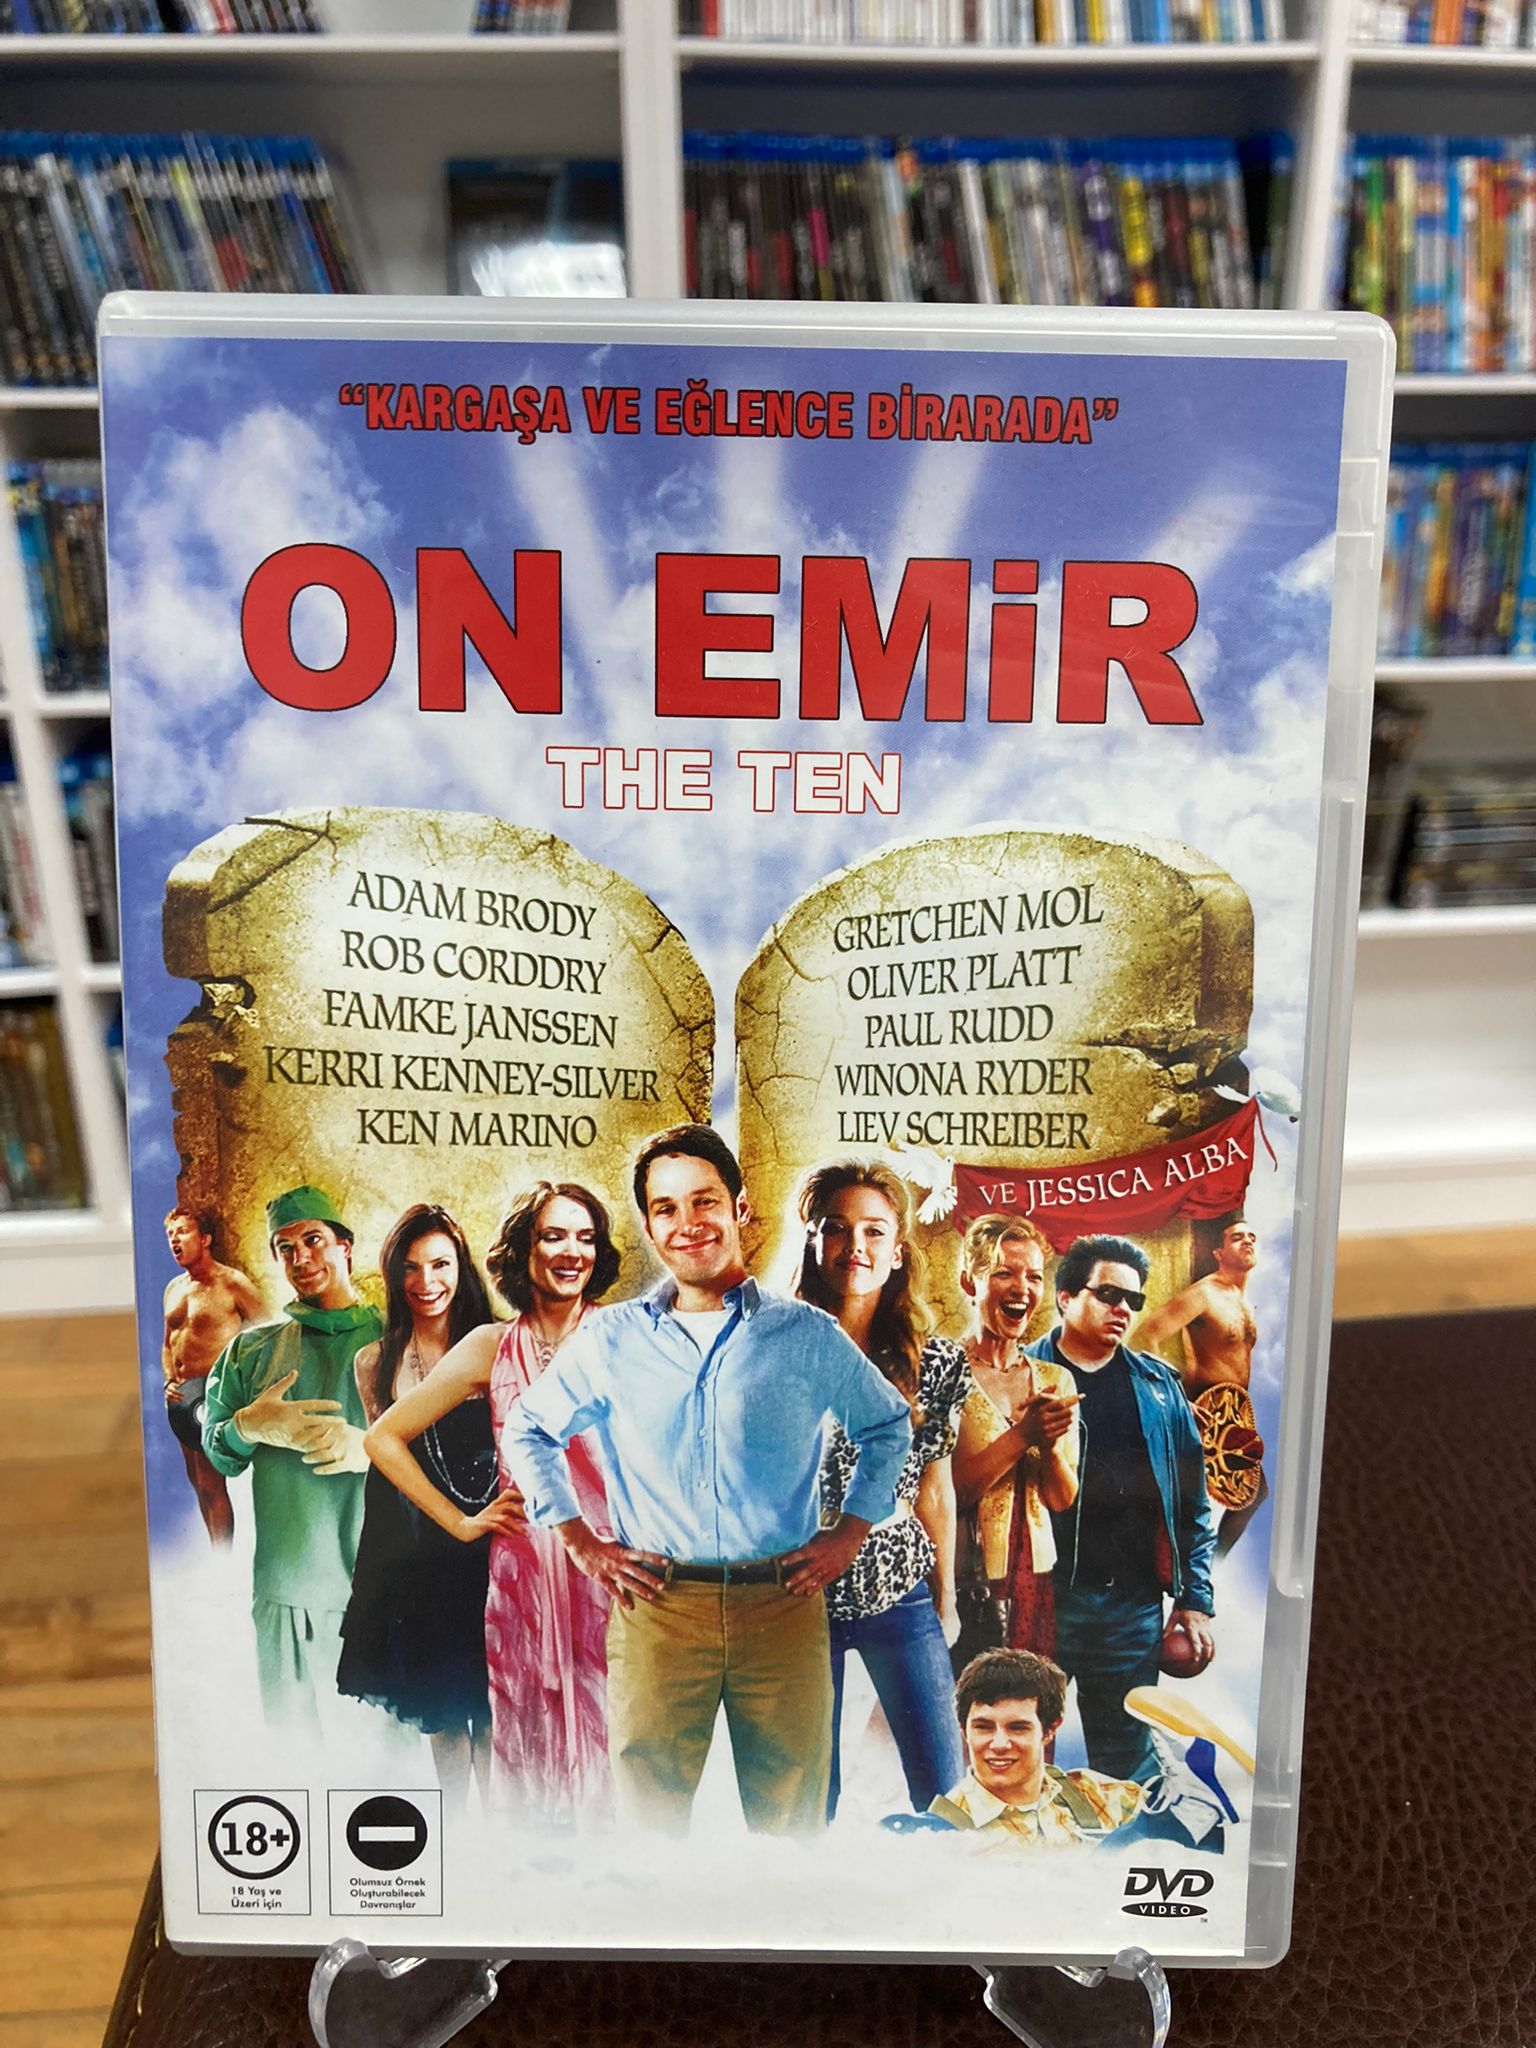 “KARGAŞA VE EĞLENCE BİRARADA”
ON EMiR
THE TEN
ADAM BRODY
ROB CORDDRY
FAMKE JANSSEN
KERRI KENNEY-SILVER
KEN MARINO
GRETCHEN MOL
OLIVER PLATT
PAUL RUDD
WINONA RYDER
LIEV SCHREIBER
VE JESSICA ALBA
18+
18 Yaş ve
Üzeri için
Olumsuz Örnek
Oluşturabilecek
Davranışlar
DVD
VIDEO
TM